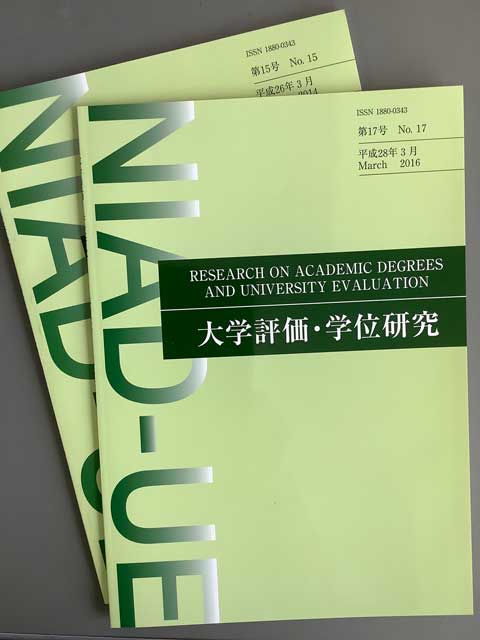 ISSN 1880-0343
第15号 No. 15
平成26年3月
2014
NIAD-U
ISSN 1880-0343
第17号 No. 17
平成28年3月
March 2016
NIAD-UE
RESEARCH ON ACADEMIC DEGREES
AND UNIVERSITY EVALUATION
大学評価・学位研究